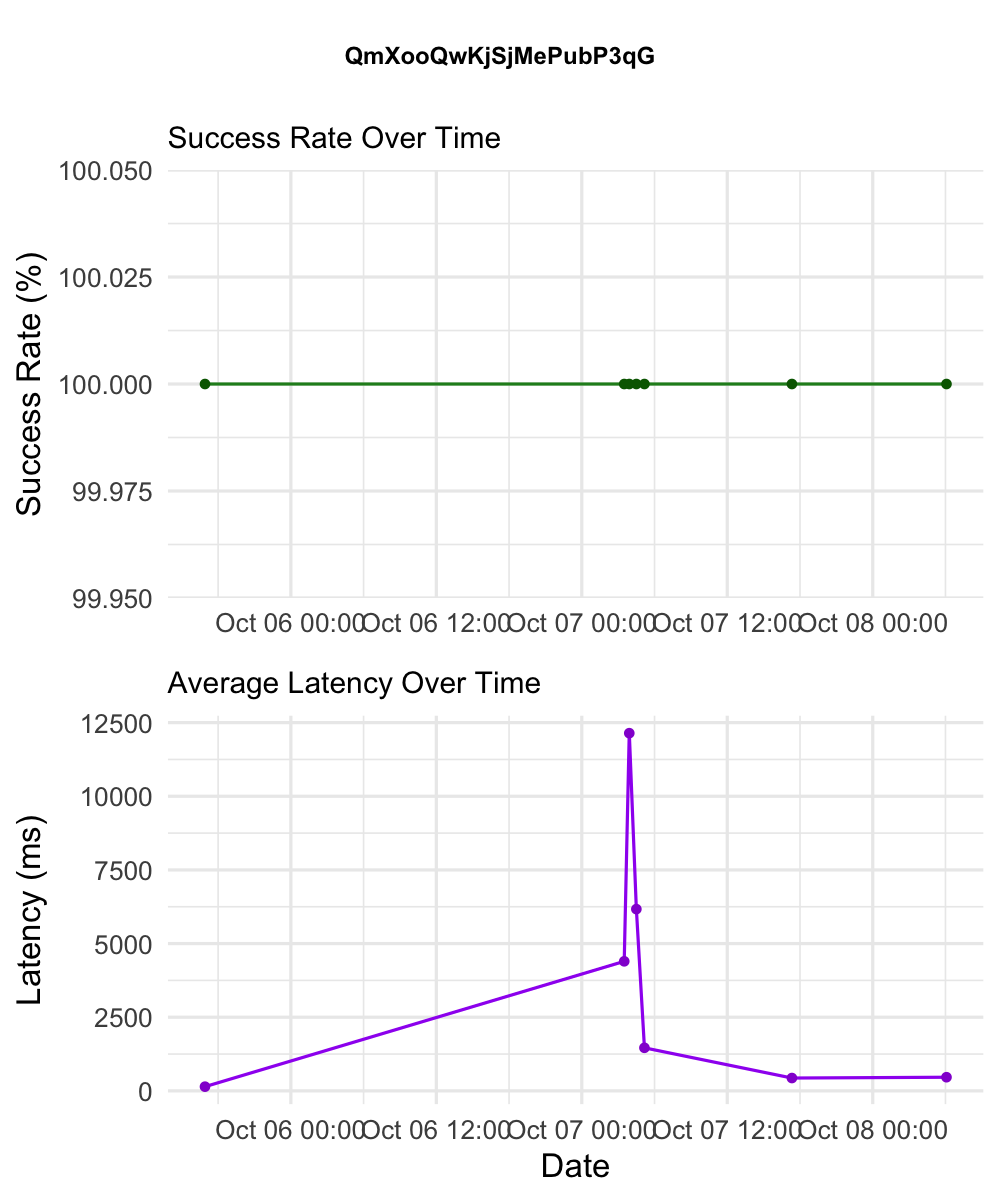 QmXooQwKjSjMePubP3qG
Success Rate Over Time
100.050
100.025
100.000
99.975
99.950
Success Rate (%)
Oct 06 00:00 Oct 06 12:00 Oct 07 00:00 Oct 07 12:00 Oct 08 00:00
Average Latency Over Time
12500
10000
7500
5000
2500
0
Latency (ms)
Oct 06 00:00 Oct 06 12:00 Oct 07 00:00 Oct 07 12:00 Oct 08 00:00
Date